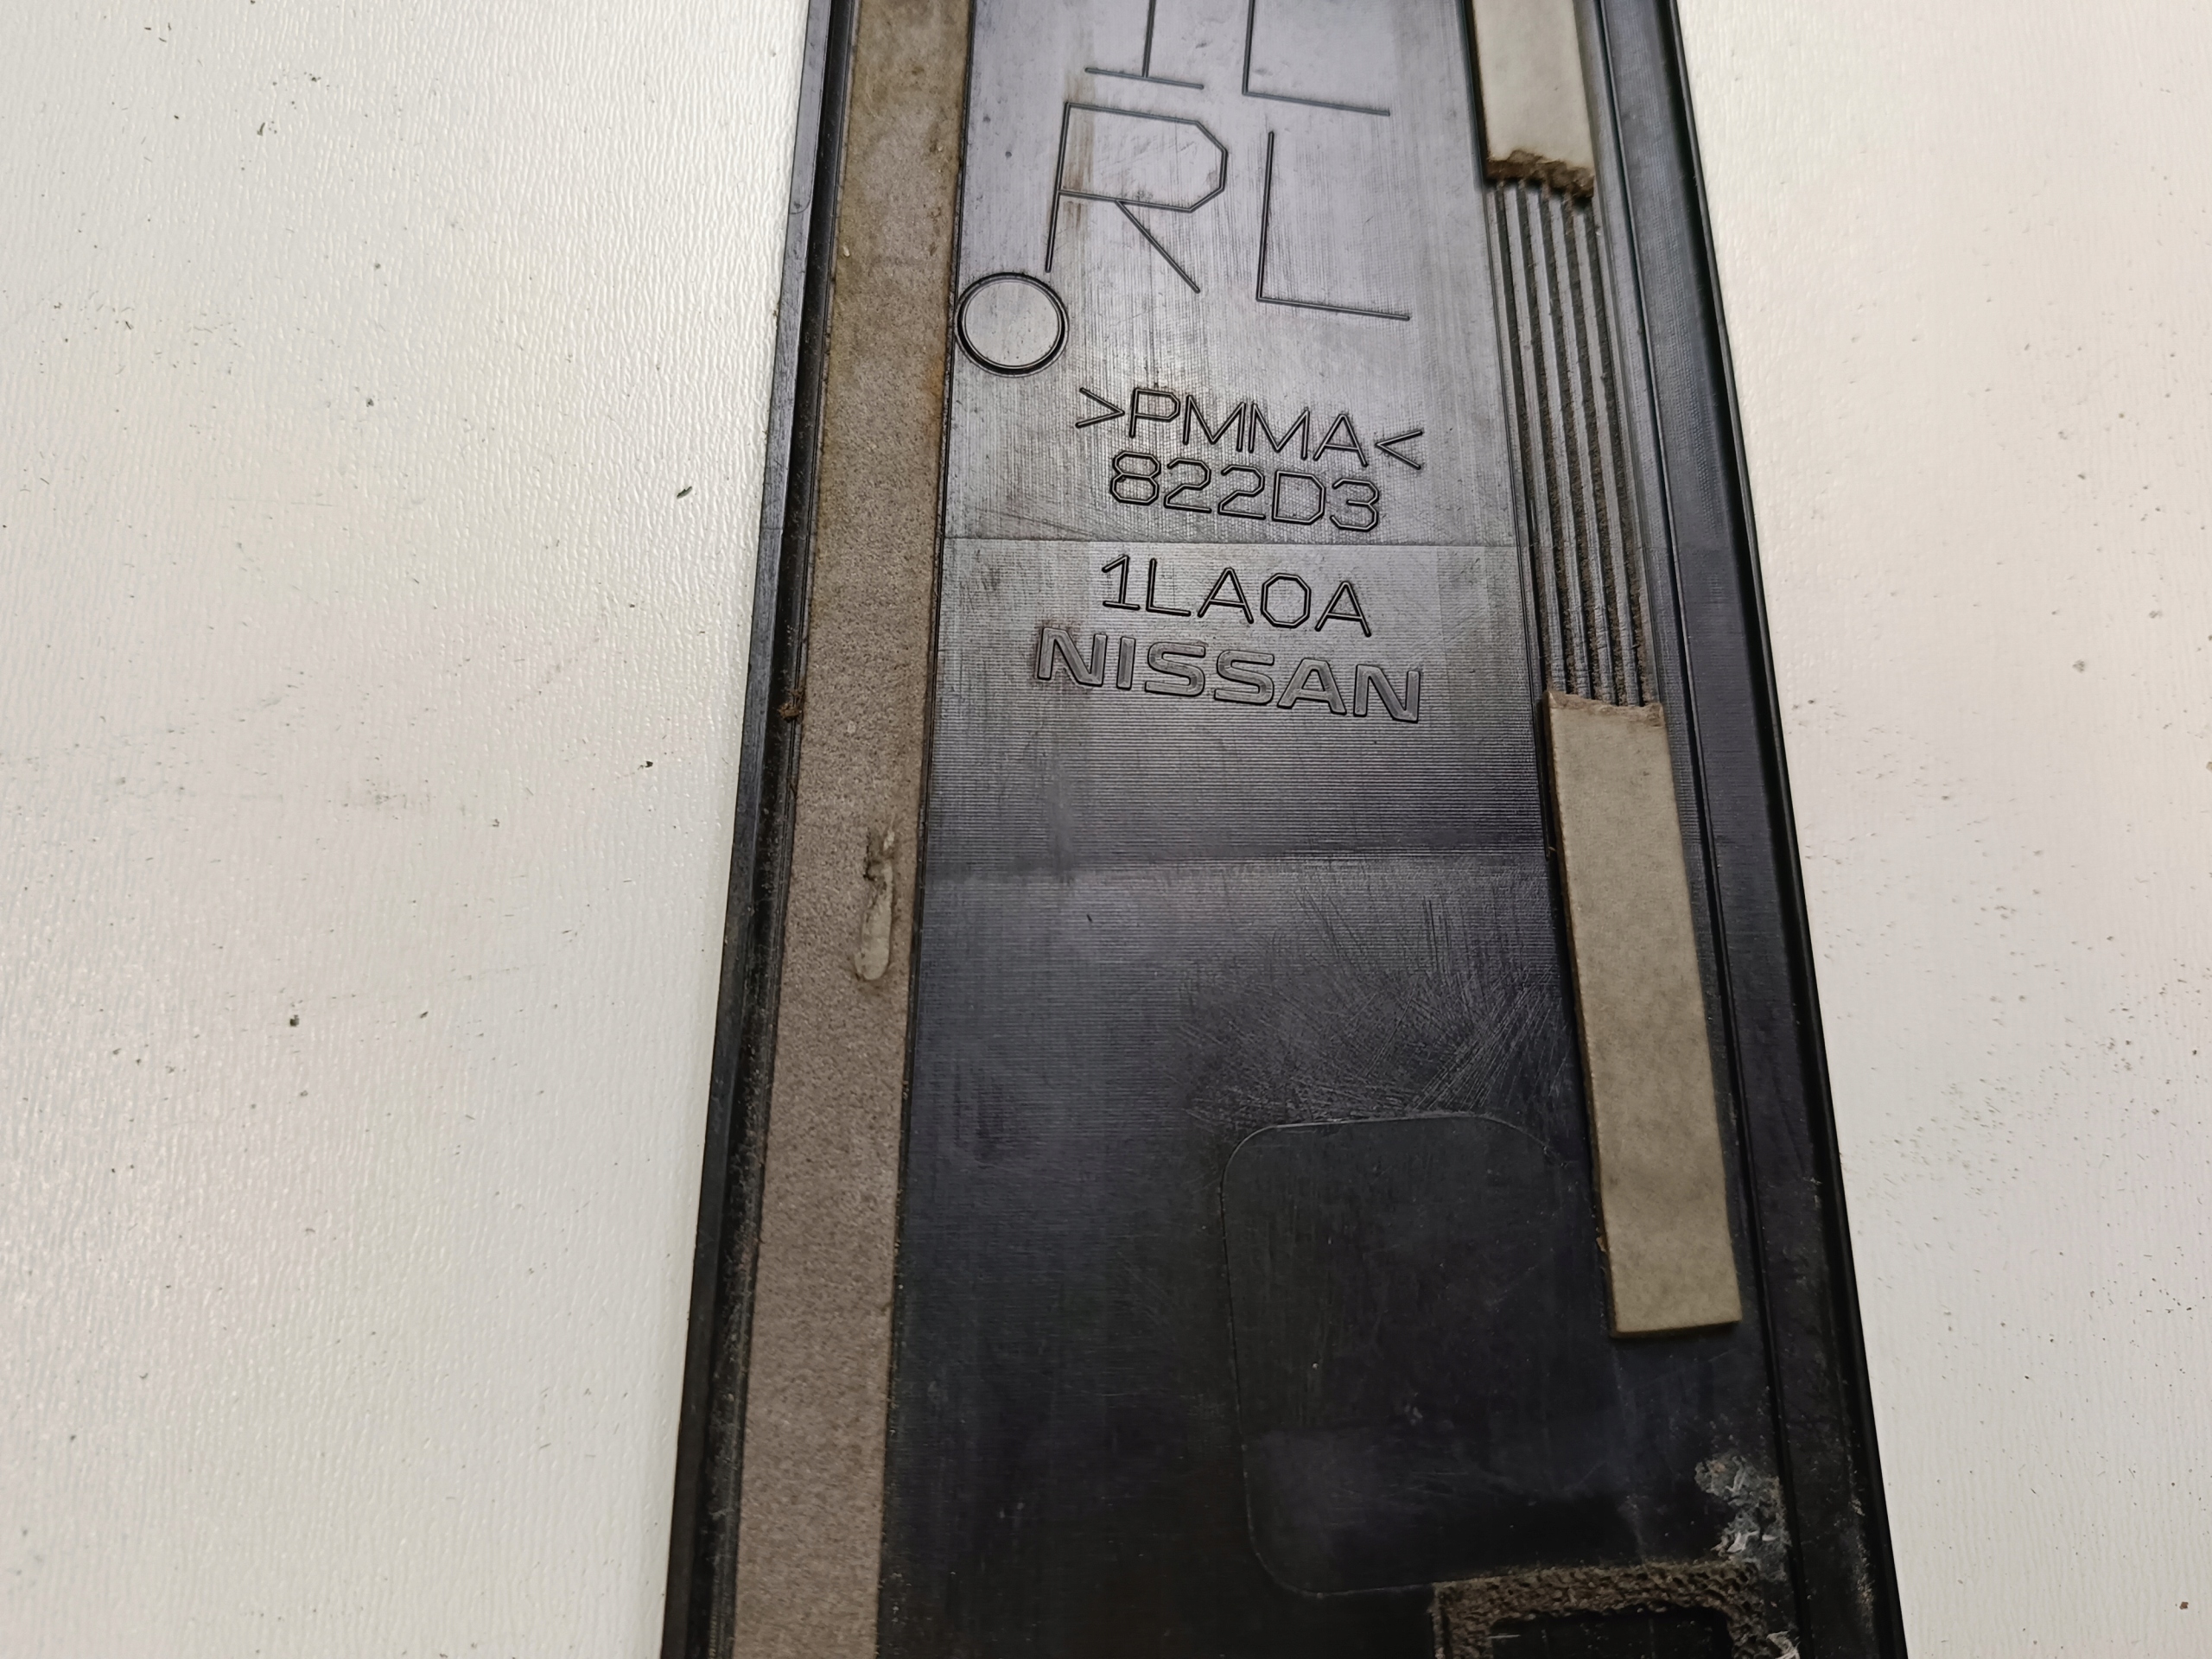 RL
>PMMA<
822D3
1LA0A
NISSAN